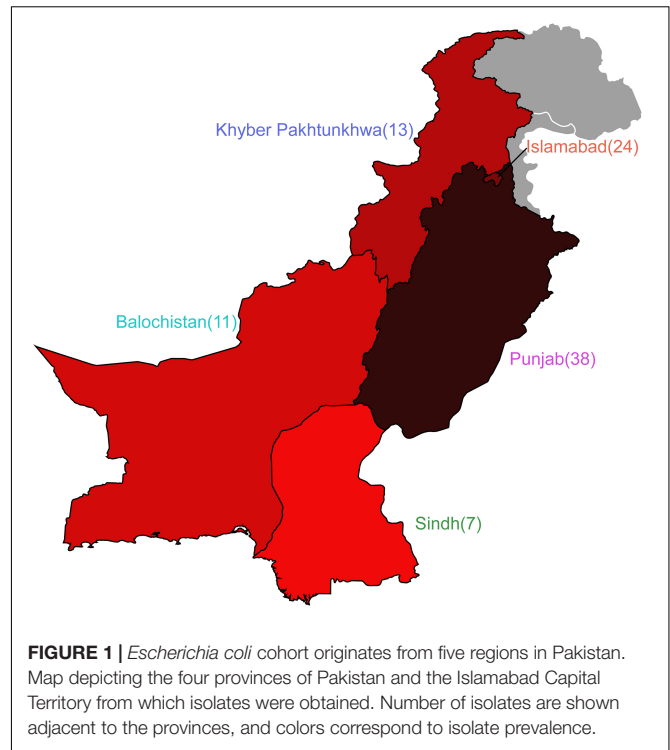 Khyber Pakhtunkhwa(13)
Islamabad(24)
Balochistan(11)
Punjab(38)
Sindh(7)
FIGURE 1 | Escherichia coli cohort originates from five regions in Pakistan.
Map depicting the four provinces of Pakistan and the Islamabad Capital
Territory from which isolates were obtained. Number of isolates are shown
adjacent to the provinces, and colors correspond to isolate prevalence.